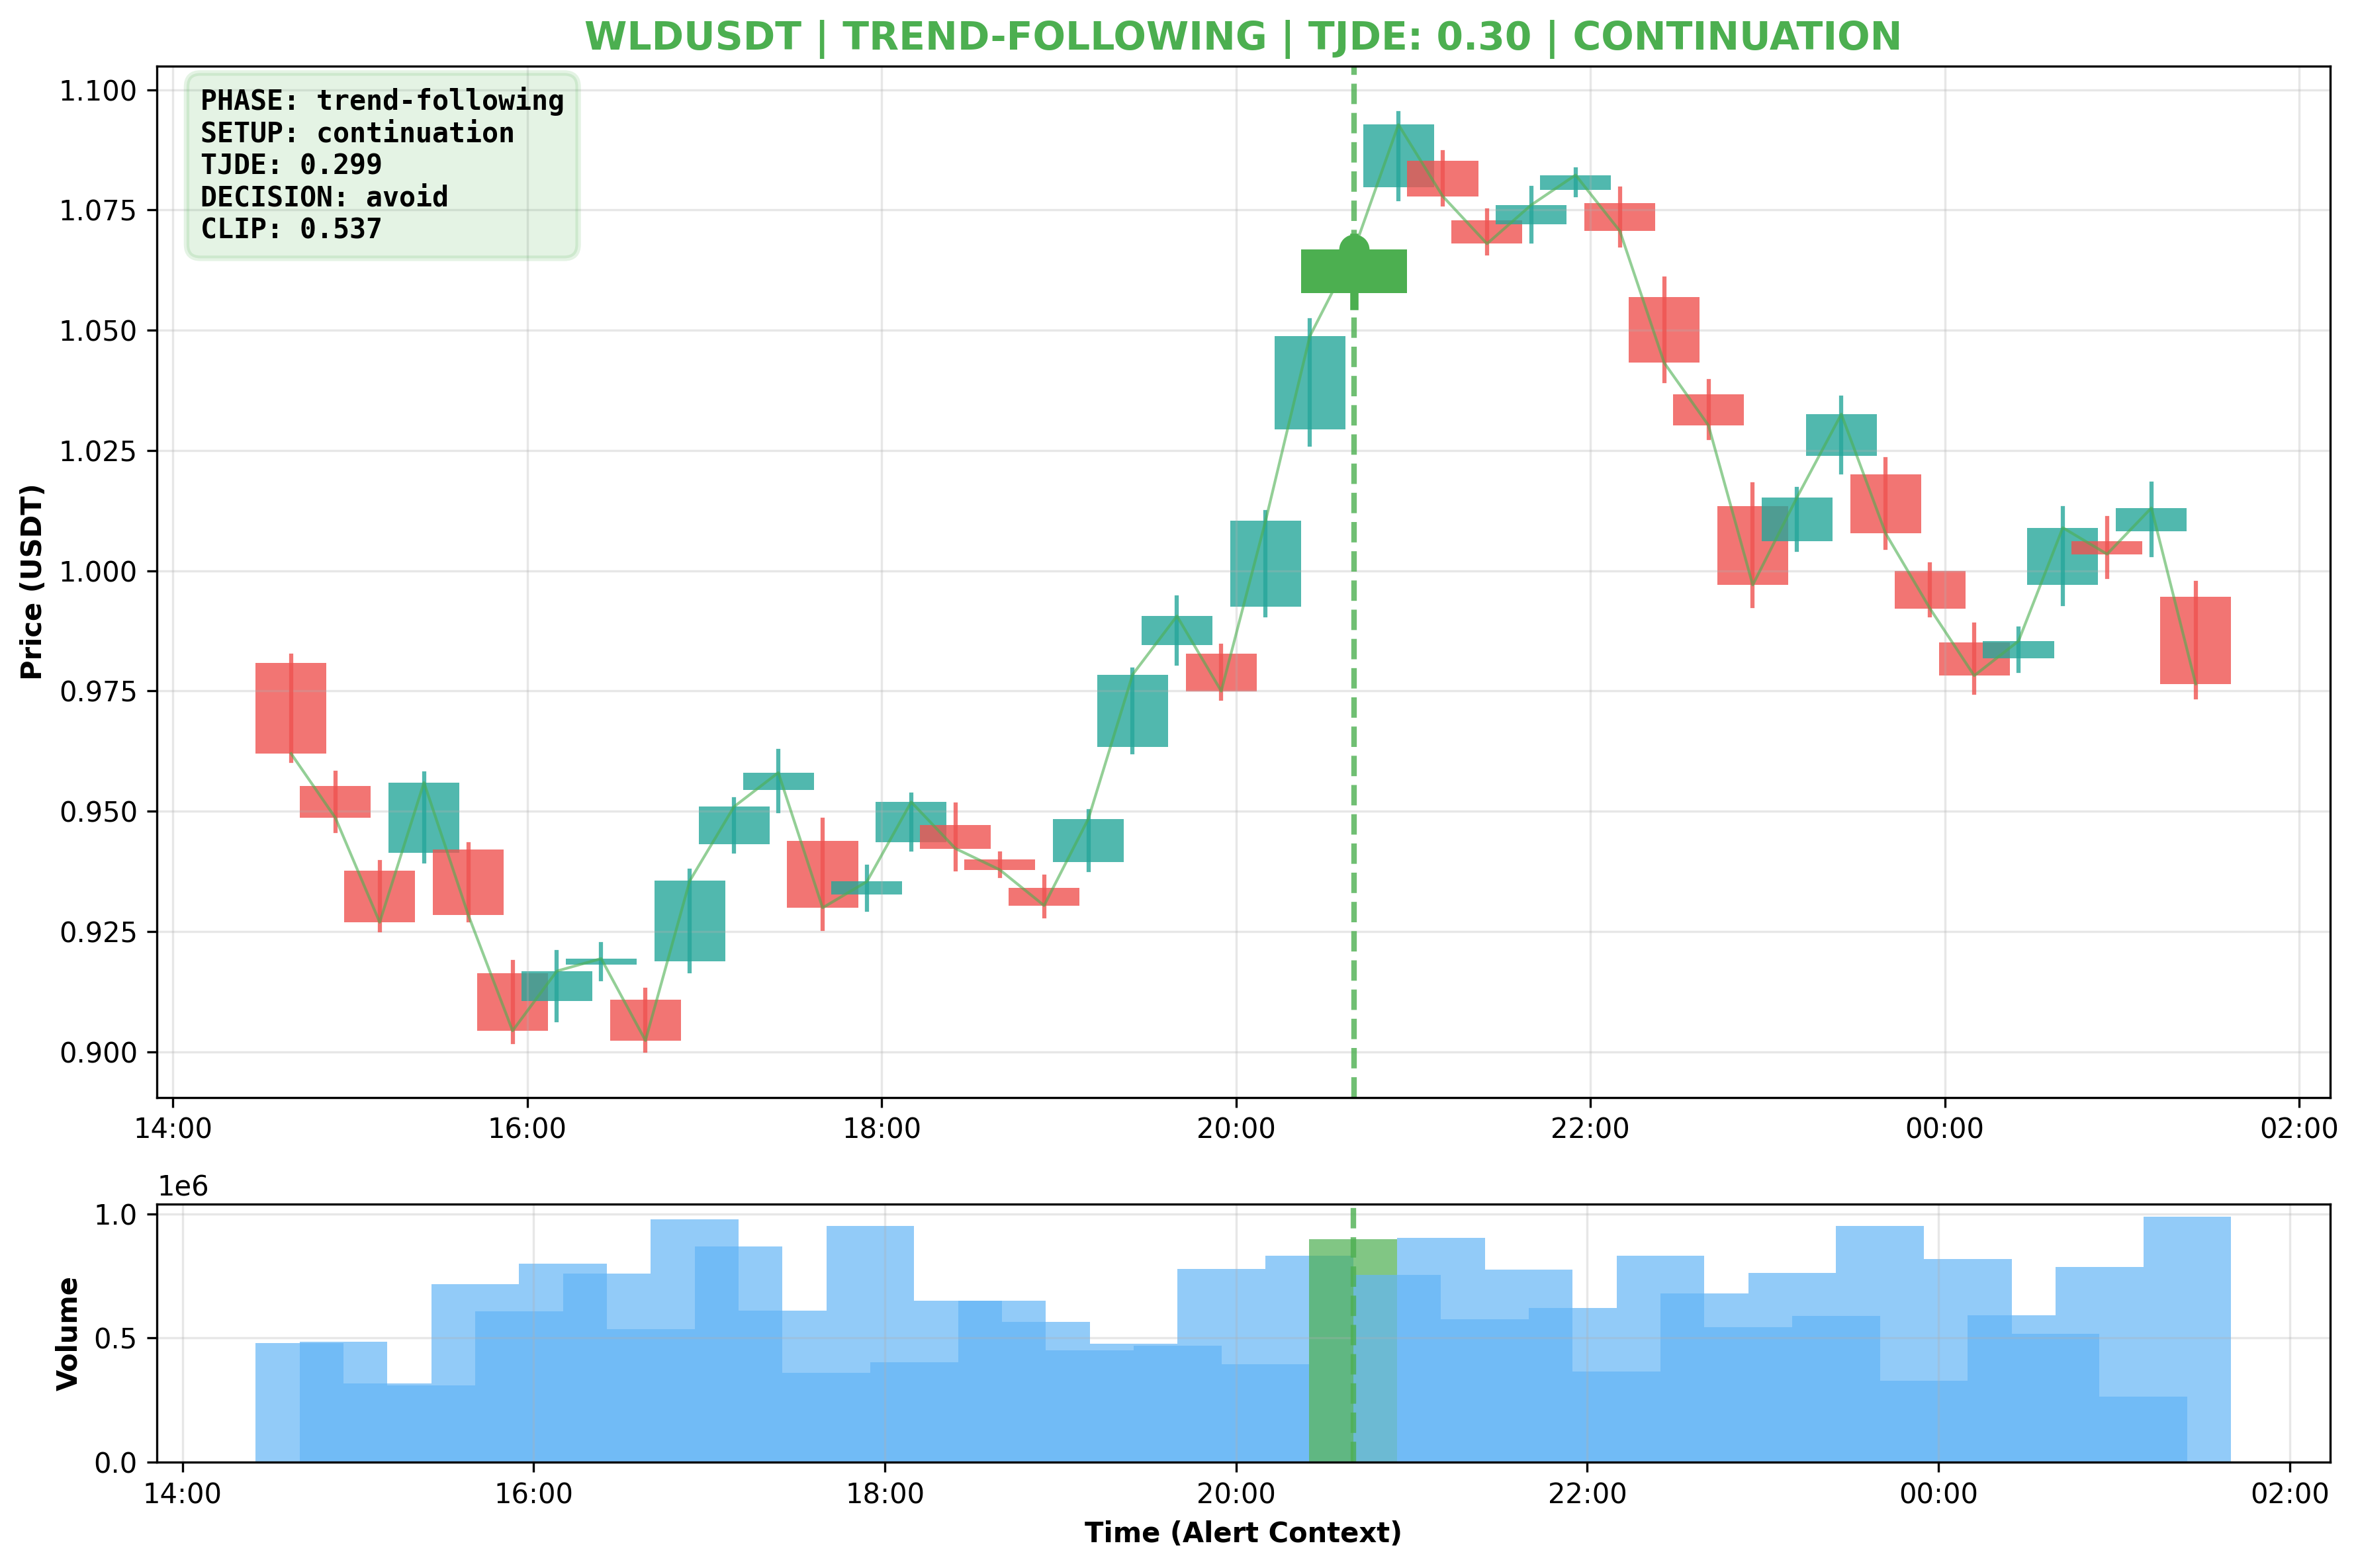 WLDUSDT | TREND-FOLLOWING | TJDE: 0.30 | CONTINUATION
PHASE: trend-following
SETUP: continuation
TJDE: 0.299
DECISION: avoid
CLIP: 0.537
Price (USDT)
1.100
1.075
1.050
1.025
1.000
0.975
0.950
0.925
0.900
14:00 16:00 18:00 20:00 22:00 00:00 02:00
1e6
Volume
1.0
0.5
0.0
14:00 16:00 18:00 20:00 22:00 00:00 02:00
Time (Alert Context)